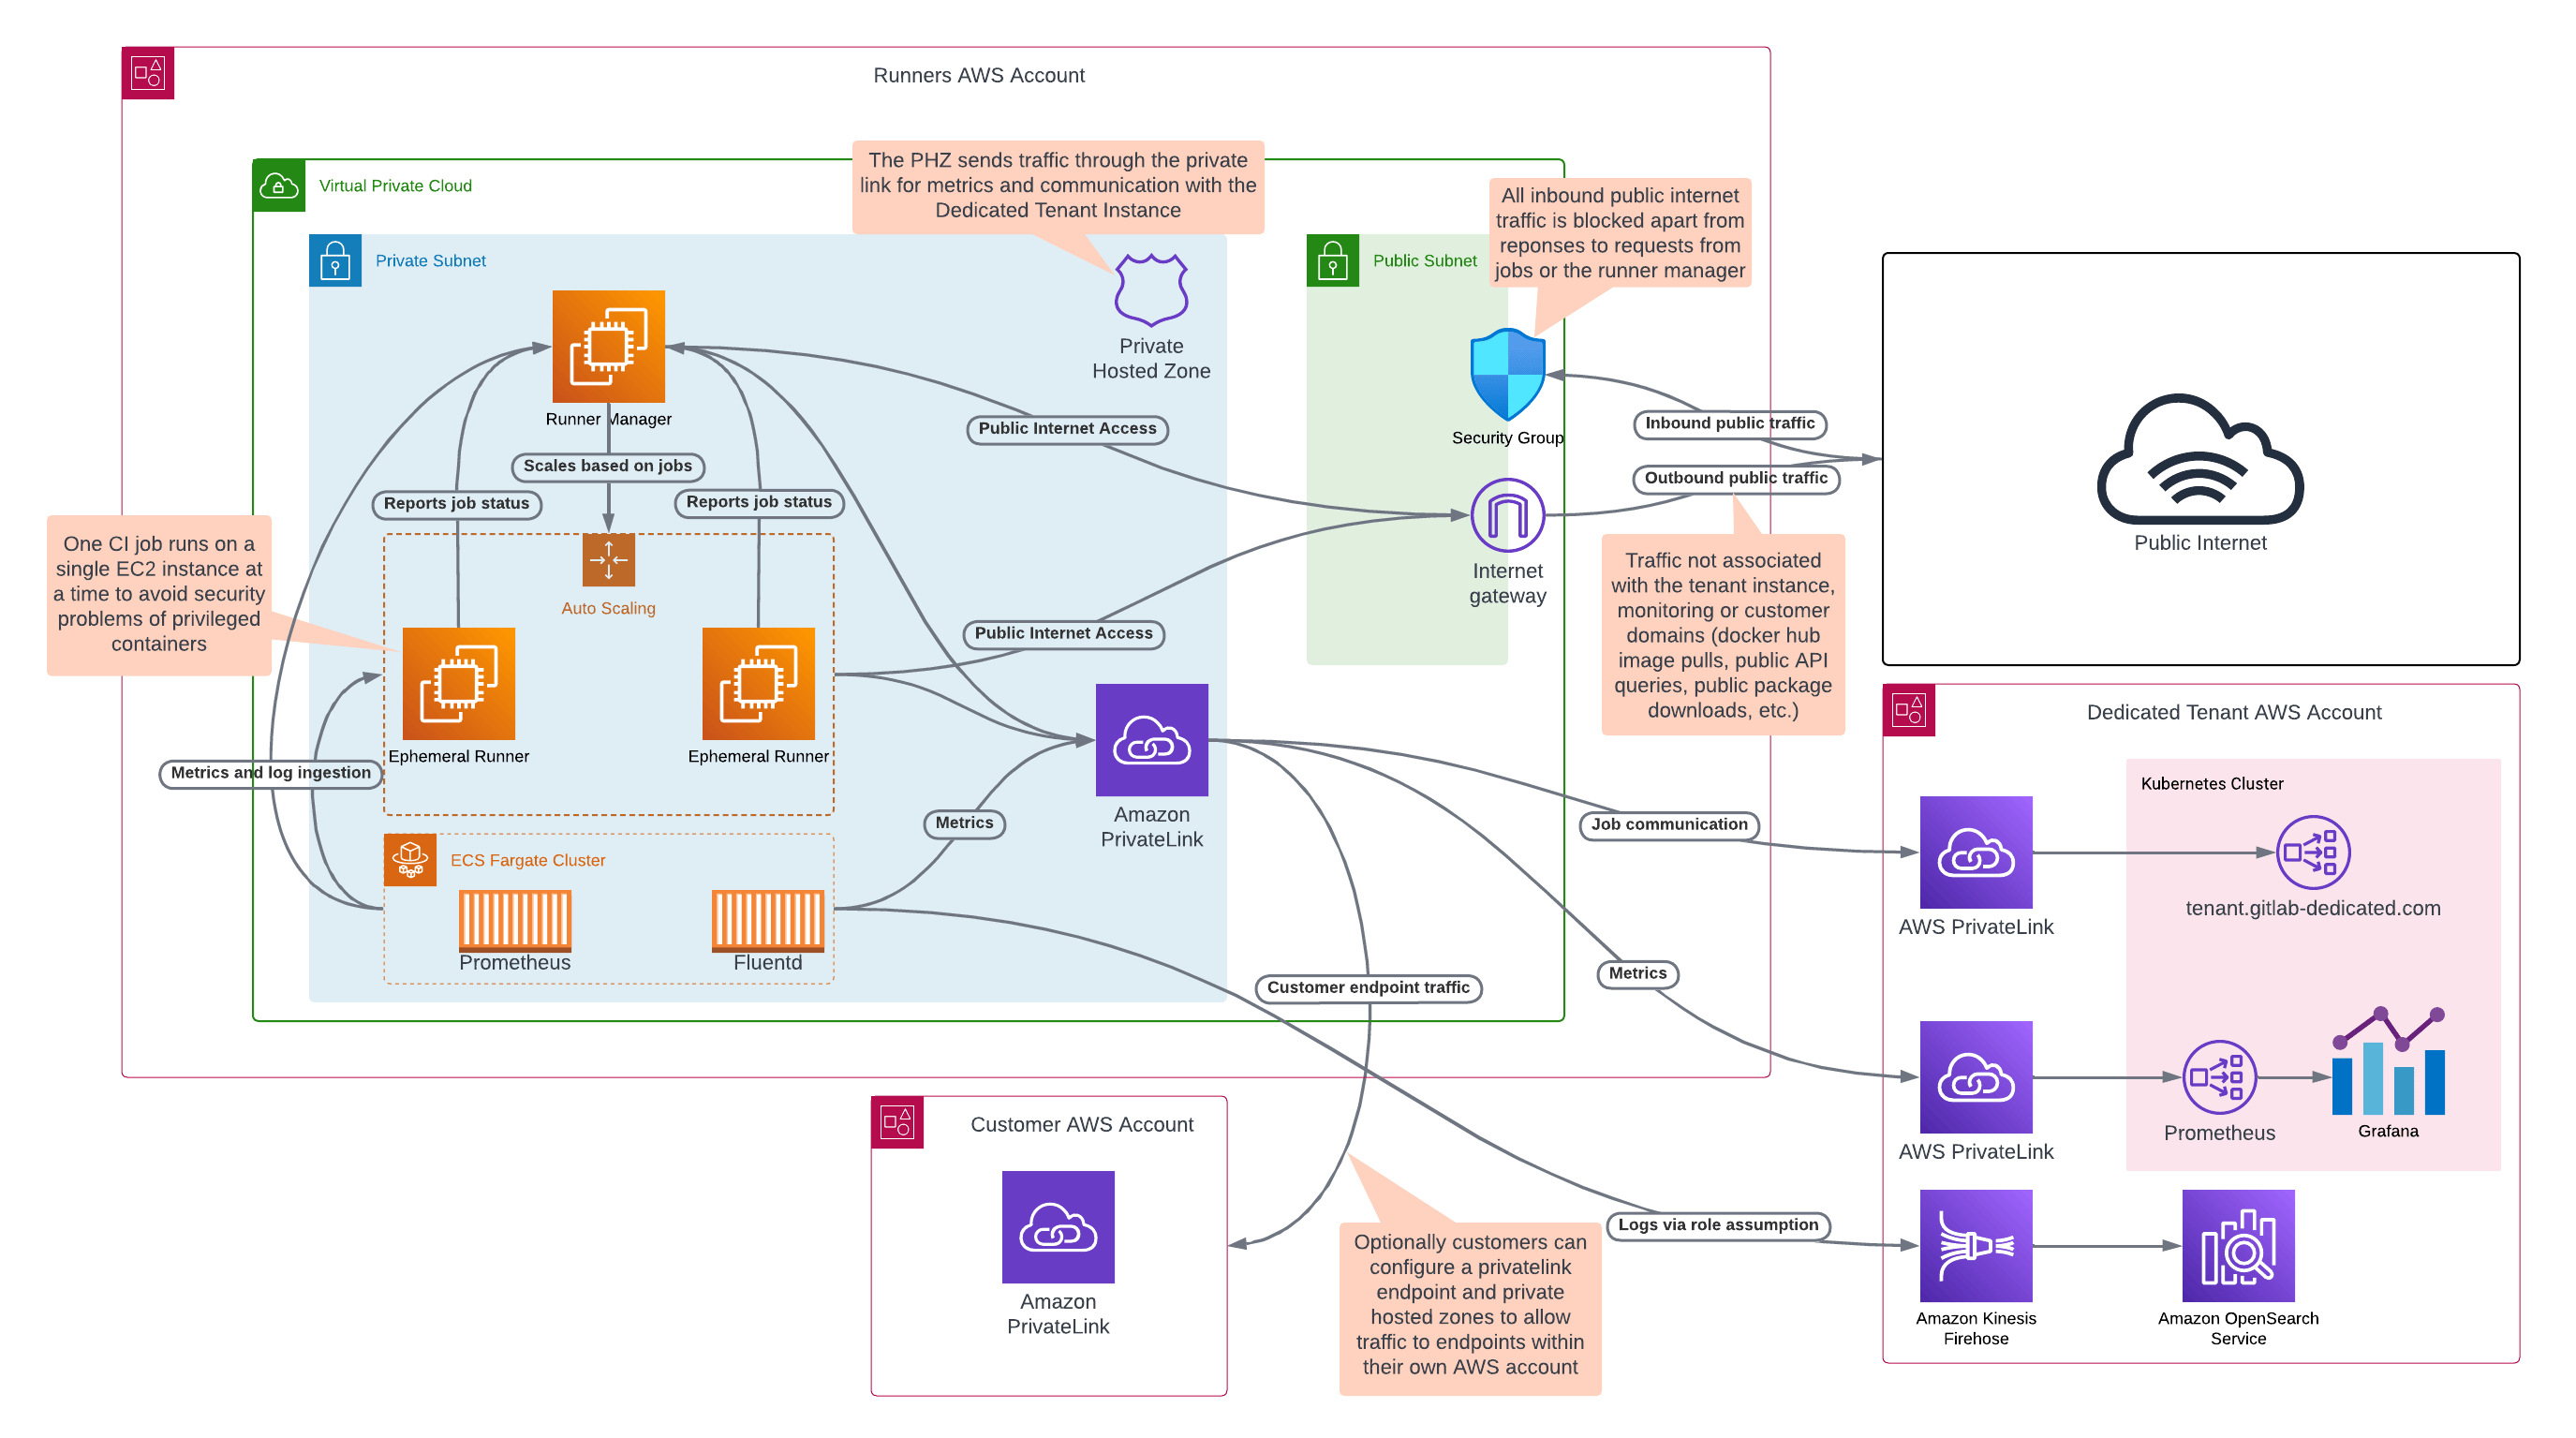 Runners AWS Account
The PHZ sends traffic through the private
link for metrics and communication with the
Dedicated Tenant Instance
Virtual Private Cloud
All inbound public internet
traffic is blocked apart from
reponses to requests from
jobs or the runner manager
Private Subnet
Public Subnet
Private
Hosted Zone
Runner Manager
Public Internet Access
Security Group
Inbound public traffic
Scales based on jobs
Outbound public traffic
Reports job status
Reports job status
One CI job runs on a
single EC2 instance at
a time to avoid security
problems of privileged
containers
Public Internet
Internet
gateway
Traffic not associated
with the tenant instance,
monitoring or customer
domains (docker hub
image pulls, public API
queries, public package
downloads, etc.)
Auto Scaling
Public Internet Access
Ephemeral Runner
Ephemeral Runner
Dedicated Tenant AWS Account
Metrics and log ingestion
Kubernetes Cluster
Metrics
Amazon
PrivateLink
Job communication
ECS Fargate Cluster
tenant.gitlab-dedicated.com
AWS PrivateLink
Prometheus
Fluentd
Metrics
Customer endpoint traffic
Customer AWS Account
Prometheus
Grafana
AWS PrivateLink
Logs via role assumption
Optionally customers can
configure a privatelink
endpoint and private
hosted zones to allow
traffic to endpoints within
their own AWS account
Amazon
PrivateLink
Amazon Kinesis
Firehose
Amazon OpenSearch
Service